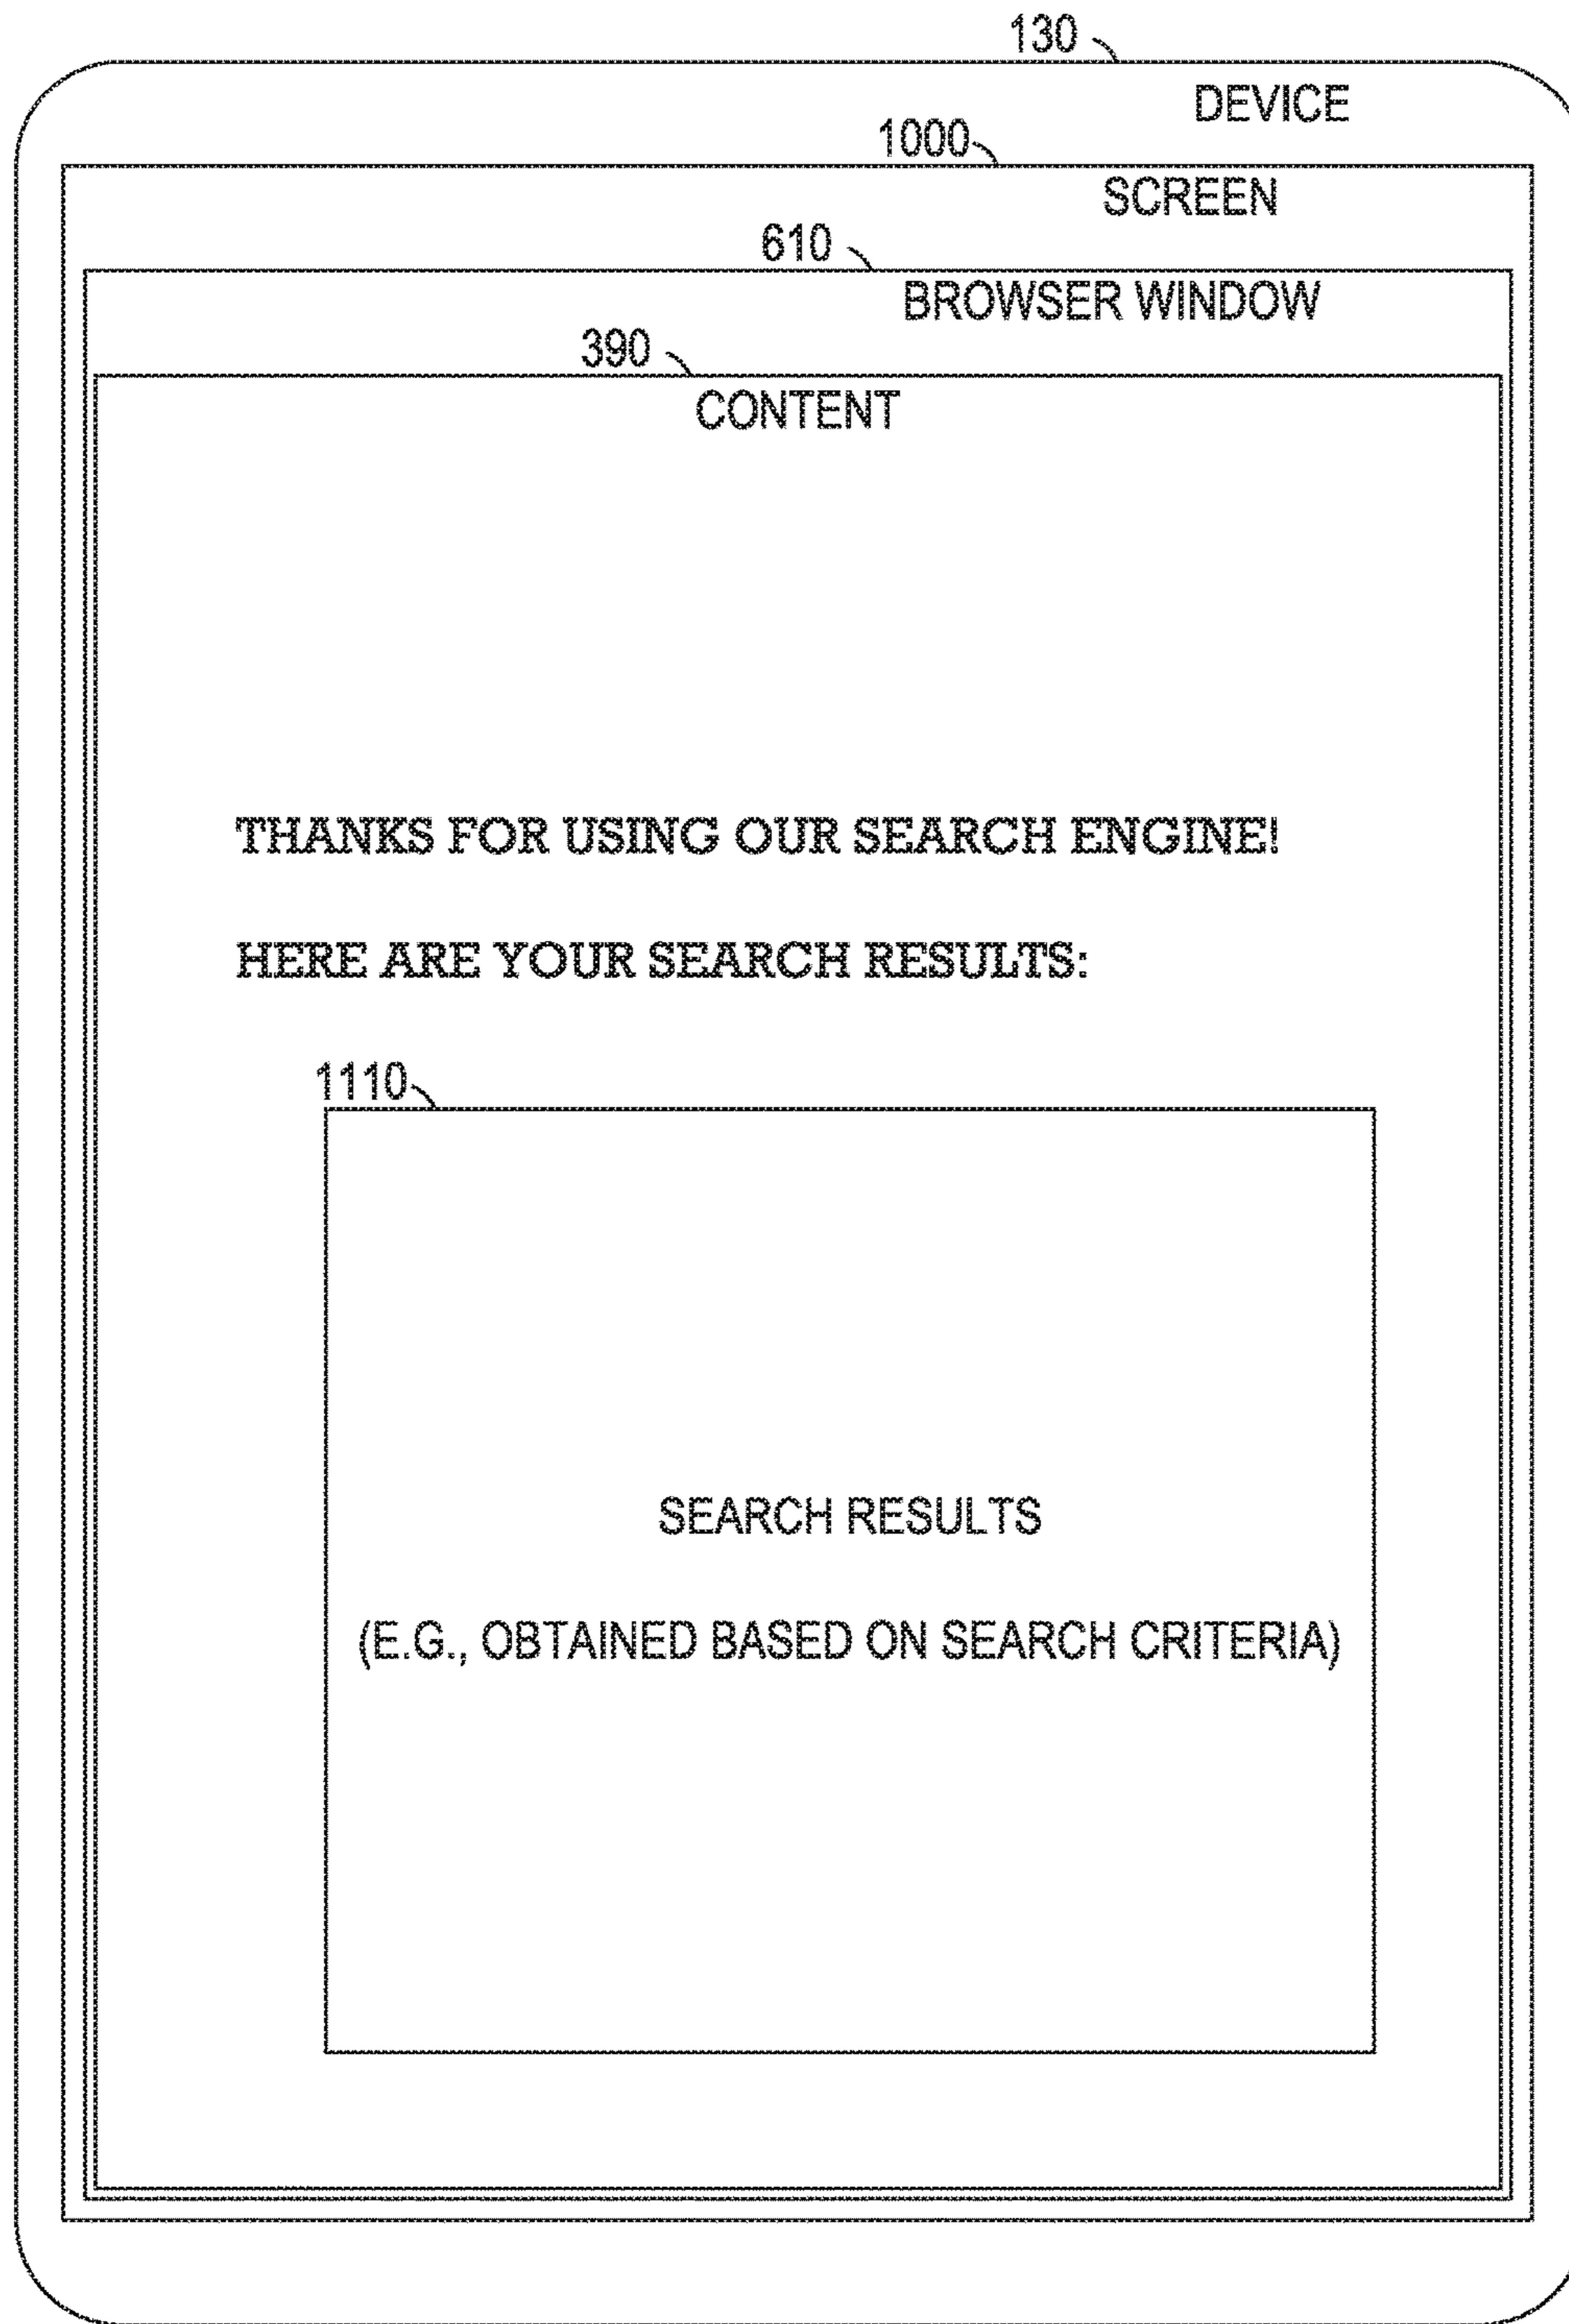 130
DEVICE
1000
SCREEN
610
BROWSER WINDOW
390
CONTENT
THANKS FOR USING OUR SEARCH ENGINE!
HERE ARE YOUR SEARCH RESULTS:
1110
SEARCH RESULTS
(E.G., OBTAINED BASED ON SEARCH CRITERIA)